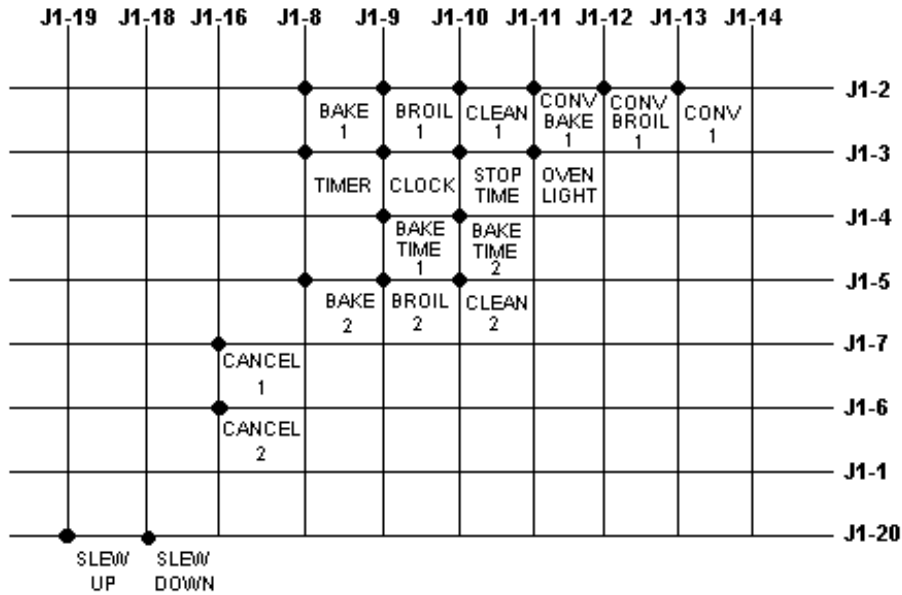 J1-19 J1-18 J1-16 J1-8 J1-9 J1-10 J1-11 J1-12 J1-13 J1-14
J1-2
BAKE 1
BROIL 1
CLEAN 1
CONV BAKE 1
CONV BROIL 1
CONV 1
J1-3
TIMER
CLOCK
STOP TIME
OVEN LIGHT
J1-4
BAKE TIME 1
BAKE TIME 2
J1-5
BAKE 2
BROIL 2
CLEAN 2
J1-7
CANCEL 1
J1-6
CANCEL 2
J1-1
J1-20
SLEW UP
SLEW DOWN